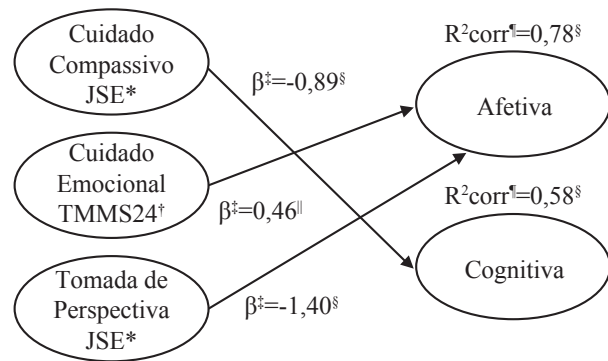 Cuidado
Compassivo
JSE*
R²corr¶=0,78§
β‡=-0,89§
Afetiva
Cuidado
Emocional
TMMS24†
β‡=0,46||
R²corr¶=0,58§
Tomada de
Perspectiva
JSE*
β‡=-1,40§
Cognitiva